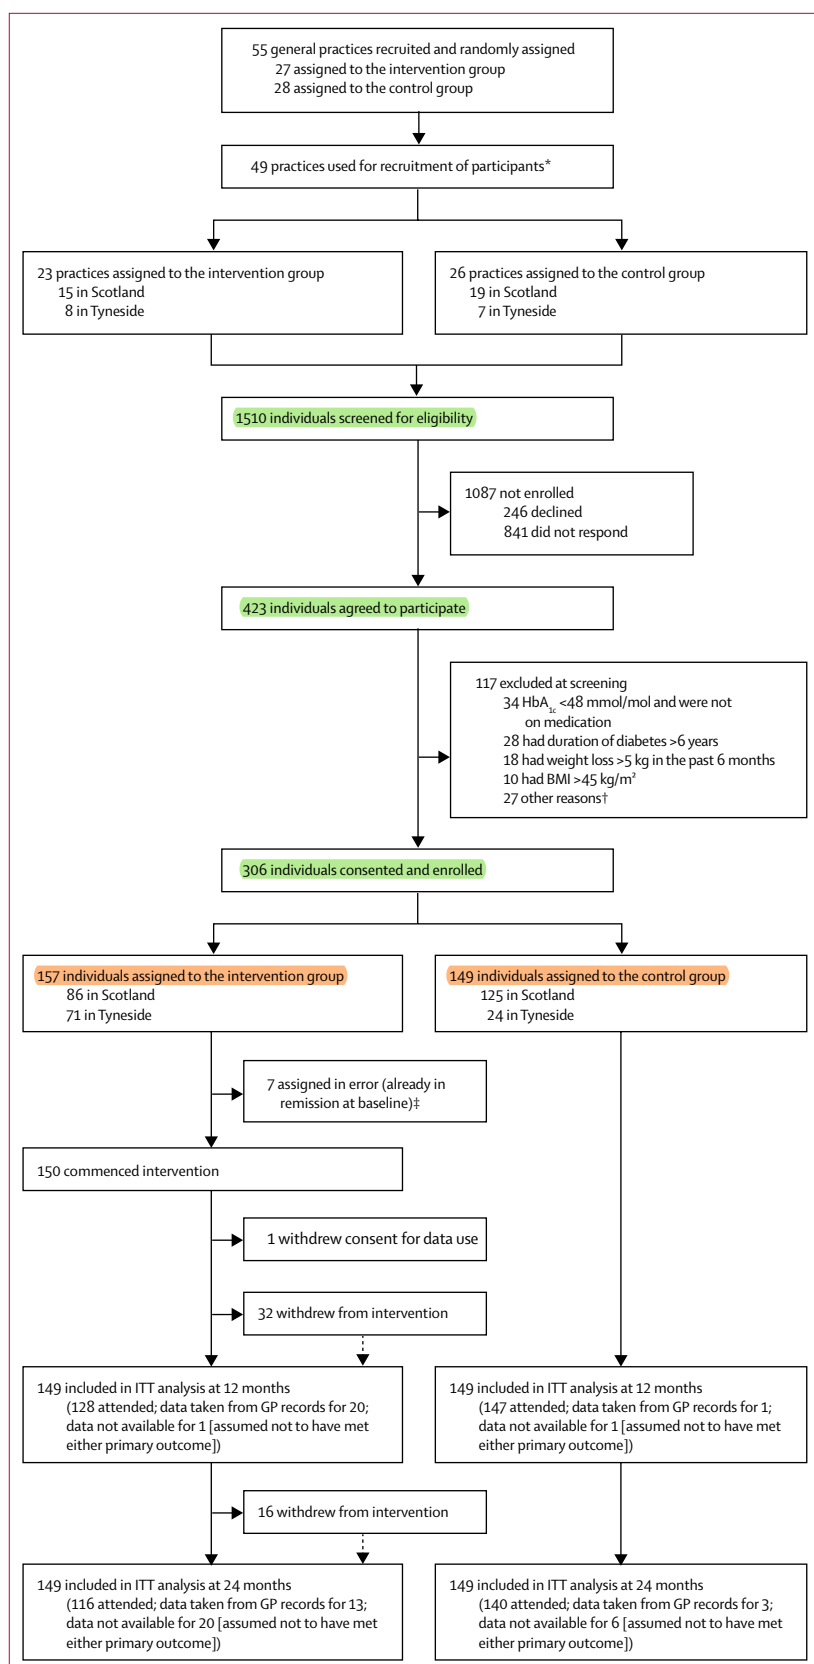 55 general practices recruited and randomly assigned
27 assigned to the intervention group
28 assigned to the control group
49 practices used for recruitment of participants*
23 practices assigned to the intervention group
15 in Scotland
8 in Tyneside
26 practices assigned to the control group
19 in Scotland
7 in Tyneside
1510 individuals screened for eligibility
1087 not enrolled
246 declined
841 did not respond
423 individuals agreed to participate
117 excluded at screening
34 HbA1c <48 mmol/mol and were not
on medication
28 had duration of diabetes >6 years
18 had weight loss >5 kg in the past 6 months
10 had BMI >45 kg/m²
27 other reasons†
306 individuals consented and enrolled
157 individuals assigned to the intervention group
86 in Scotland
71 in Tyneside
149 individuals assigned to the control group
125 in Scotland
24 in Tyneside
7 assigned in error (already in
remission at baseline)‡
150 commenced intervention
1 withdrew consent for data use
32 withdrew from intervention
149 included in ITT analysis at 12 months
(128 attended; data taken from GP records for 20;
data not available for 1 [assumed not to have met
either primary outcome])
149 included in ITT analysis at 12 months
(147 attended; data taken from GP records for 1;
data not available for 1 [assumed not to have met
either primary outcome])
16 withdrew from intervention
149 included in ITT analysis at 24 months
(116 attended; data taken from GP records for 13;
data not available for 20 [assumed not to have met
either primary outcome])
149 included in ITT analysis at 24 months
(140 attended; data taken from GP records for 3;
data not available for 6 [assumed not to have met
either primary outcome])